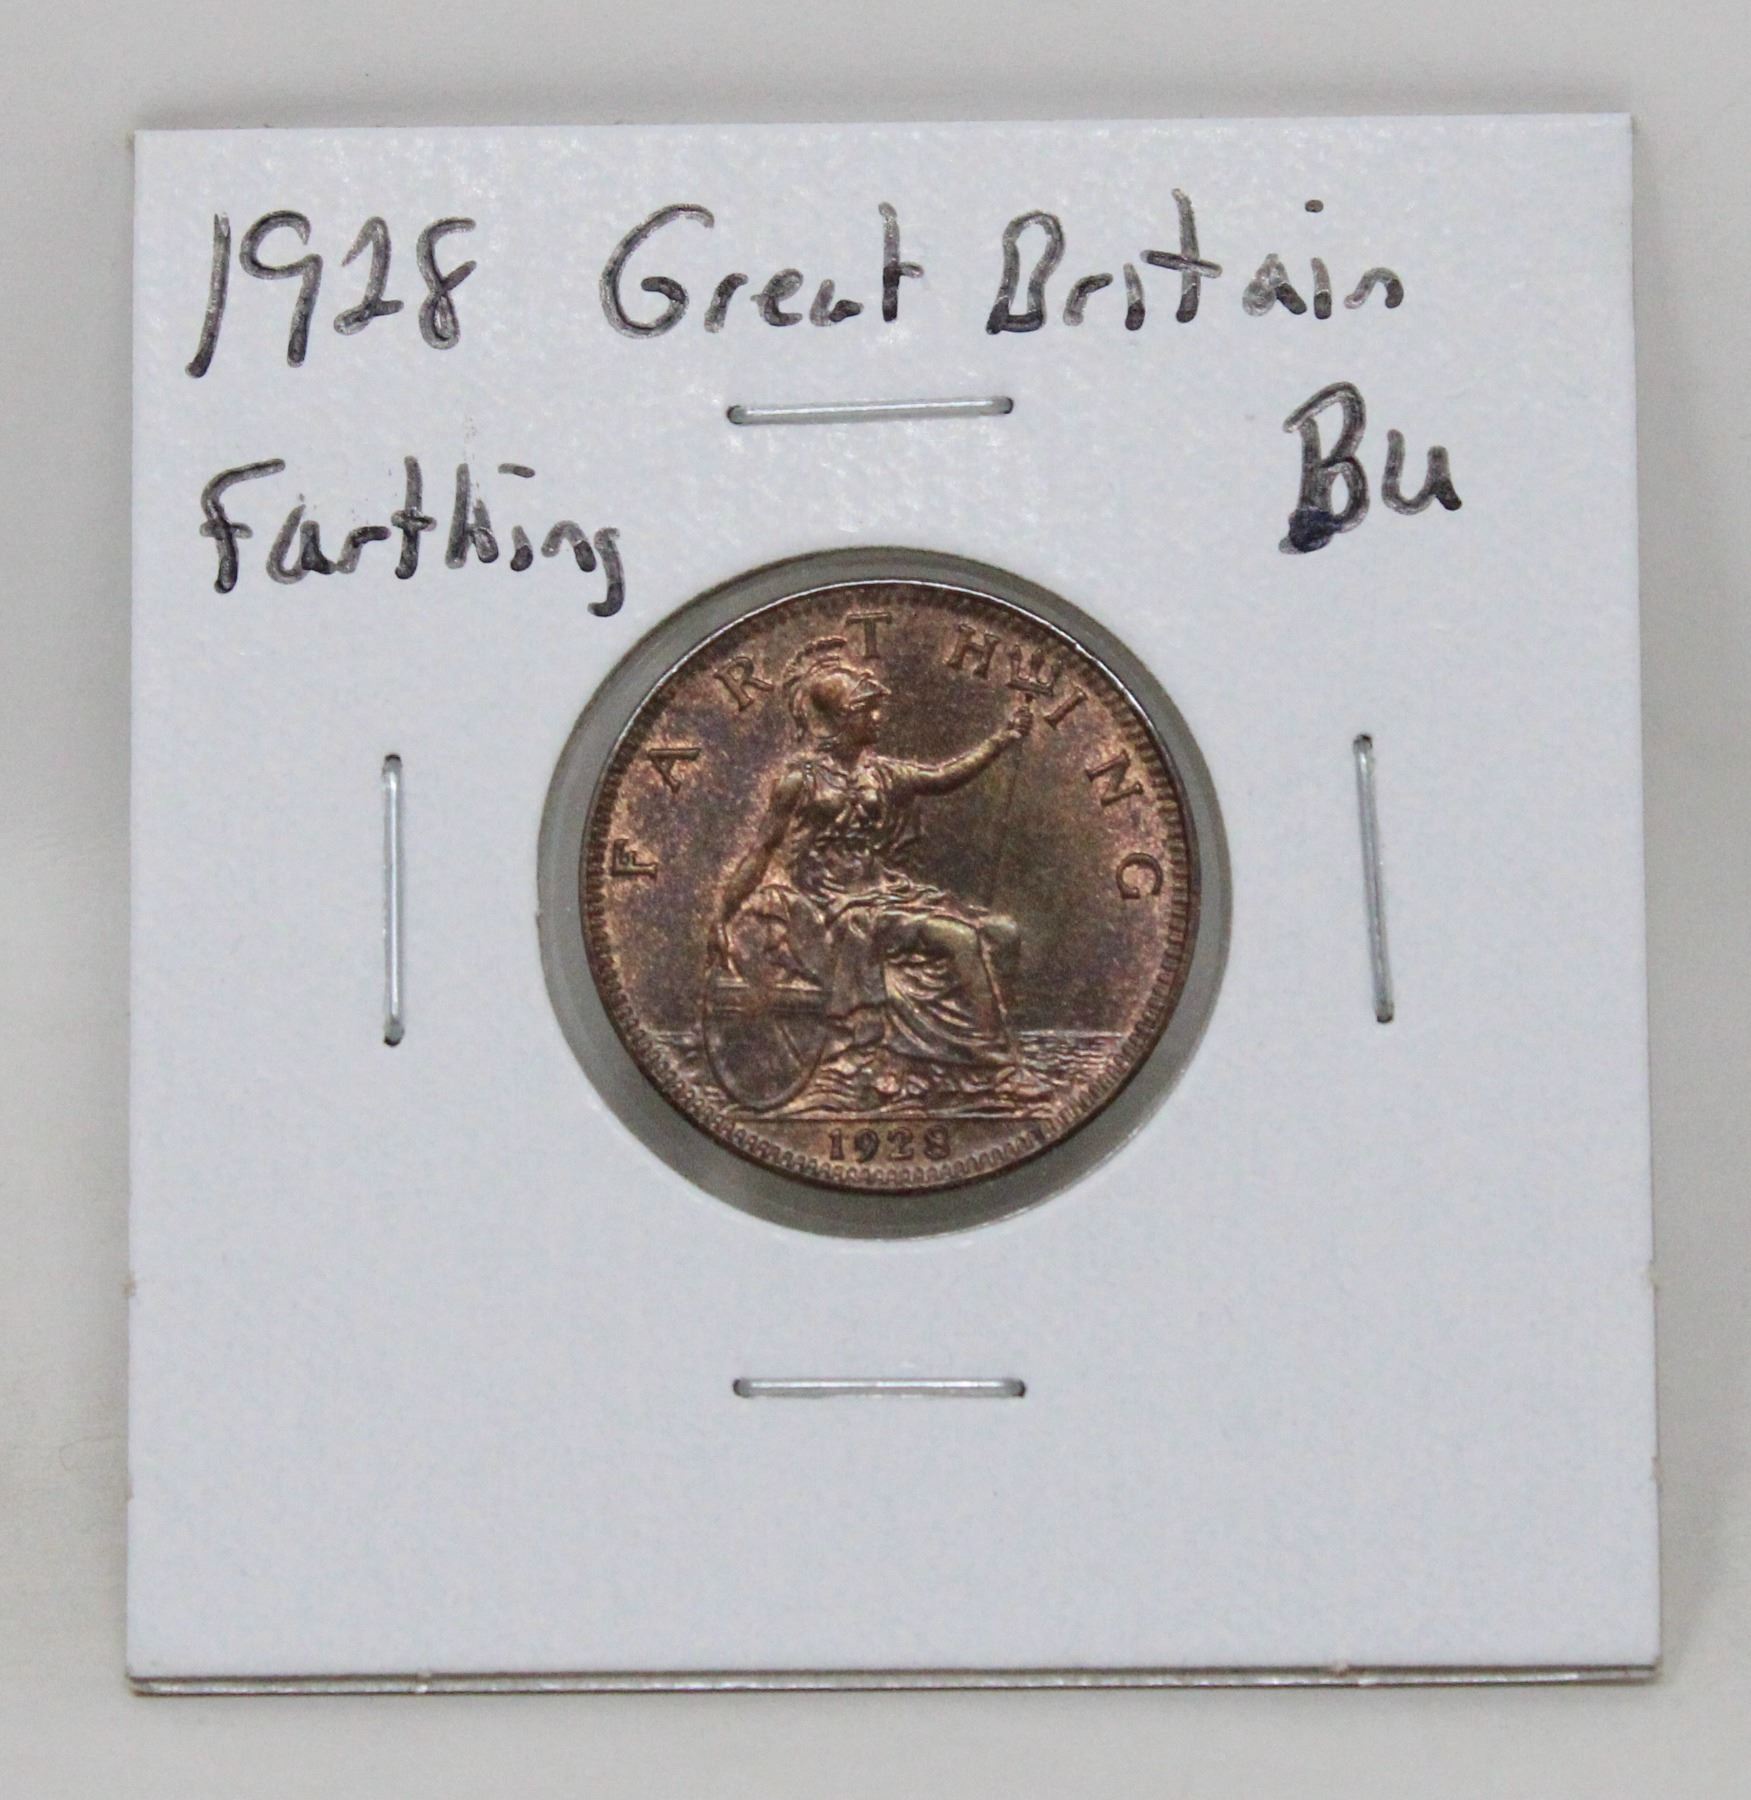 1928 Great Britain
Farthing
BU
FARTHING
1928